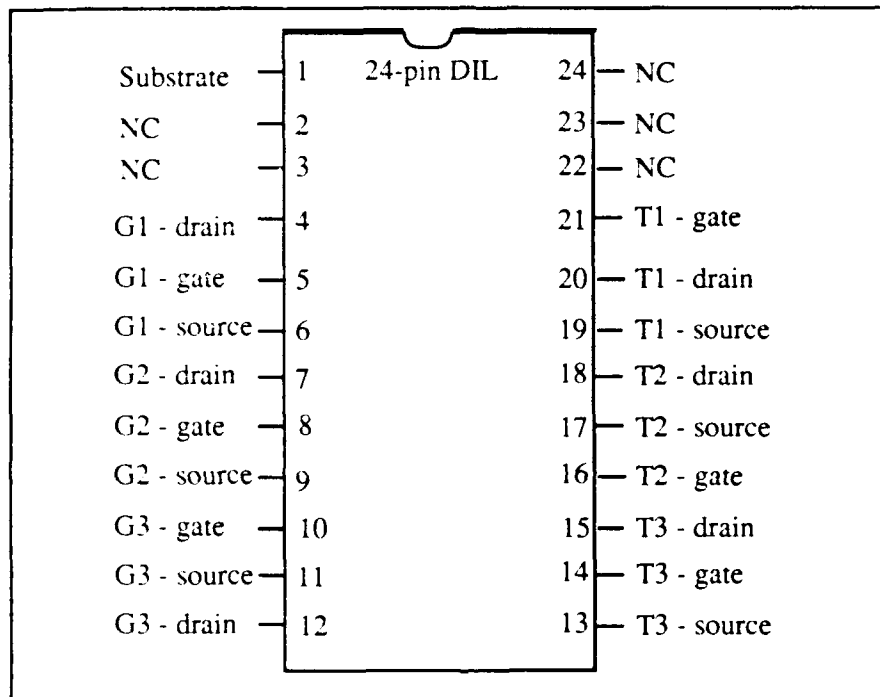 Substrate 1 24-pin DIL 24 NC
NC 2 23 NC
NC 3 22 NC
G1 - drain 4 21 T1 - gate
G1 - gate 5 20 T1 - drain
G1 - source 6 19 T1 - source
G2 - drain 7 18 T2 - drain
G2 - gate 8 17 T2 - source
G2 - source 9 16 T2 - gate
G3 - gate 10 15 T3 - drain
G3 - source 11 14 T3 - gate
G3 - drain 12 13 T3 - source